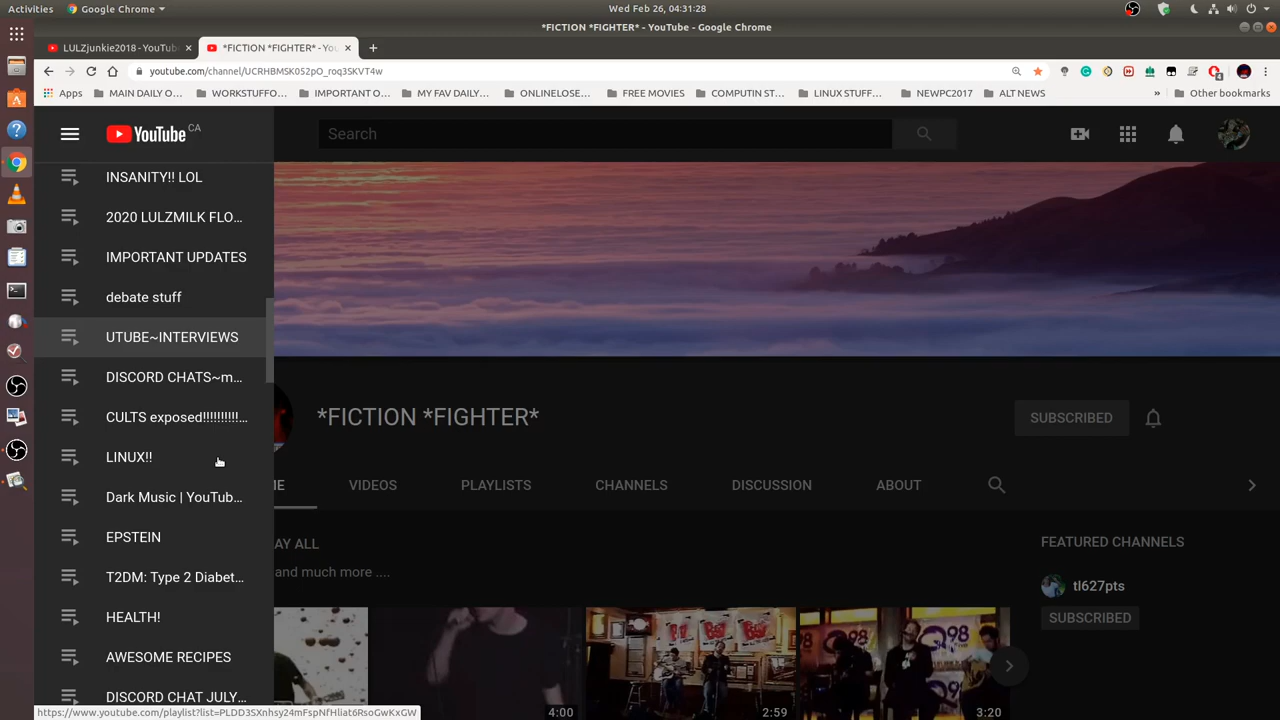 Activities Google Chrome Wed Feb 26, 04:31:28
*FICTION *FIGHTER* - YouTube - Google Chrome
LULZjunkie2018 - YouTub × *FICTION *FIGHTER* - You × +
youtube.com/channel/UCRHBMSK052pO_roq3SKVT4w
Apps MAIN DAILY O... WORKSTUFFO... IMPORTANT O... MY FAV DAILY... ONLINELOSE... FREE MOVIES COMPUTIN ST... LINUX STUFF... NEWPC2017 ALT NEWS » Other bookmarks
YouTube CA
Search
INSANITY!! LOL
2020 LULZMILK FLO...
IMPORTANT UPDATES
debate stuff
UTUBE~INTERVIEWS
DISCORD CHATS~m...
CULTS exposed!!!!!!!!!!...
LINUX!!
Dark Music | YouTub...
EPSTEIN
T2DM: Type 2 Diabet...
HEALTH!
AWESOME RECIPES
DISCORD CHAT JULY...
*FICTION *FIGHTER*
SUBSCRIBED
ME VIDEOS PLAYLISTS CHANNELS DISCUSSION ABOUT
AY ALL
and much more ....
FEATURED CHANNELS
tl627pts
SUBSCRIBED
4:00 2:59 3:20
https://www.youtube.com/playlist?list=PLDD3SXnhsy24mFspNfHliat6RsoGwKxGW